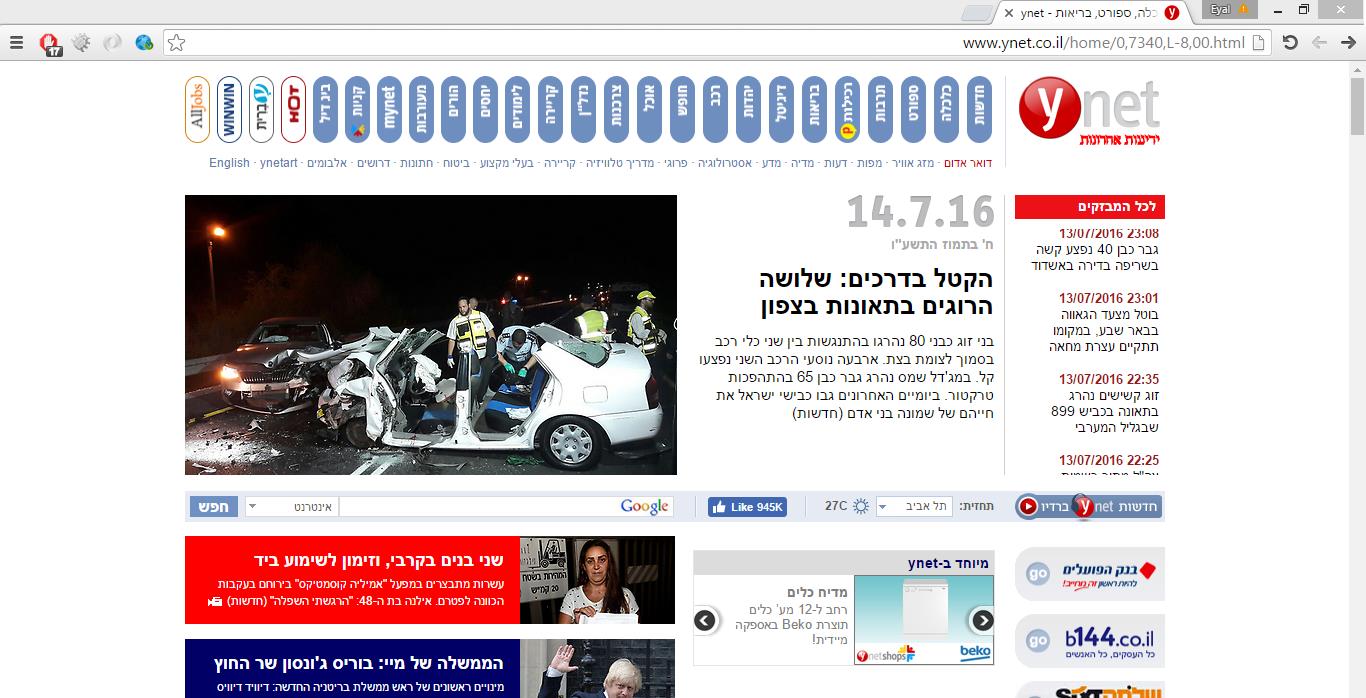 כלה, ספורט, בריאות - ynet
Eyal
17
www.ynet.co.il/home/0,7340,L-8,00.html
ynet
ידיעות אחרונות
חדשות
כלכלה
ספורט
תרבות
רכילות
בריאות
דיגיטל
יהדות
רכב
חופש
אוכל
צרכנות
נדל"ן
קריירה
לימודים
יחסים
הורים
מעורבות
mynet
קניות
ביג דיל
HOT
עברית
WINWIN
AllJobs
דואר אדום · מזג אוויר · מפות · דעות · מדיה · מדע · אסטרולוגיה · פרוגי · מדריך טלוויזיה · קריירה · בעלי מקצוע · ביטוח · חתונות · דרושים · אלבומים · ynetart · English
לכל המבזקים
13/07/2016 23:08
גבר כבן 40 נפצע קשה
בשריפה בדירה באשדוד
13/07/2016 23:01
בוטל מצעד הגאווה
בבאר שבע, במקומו
תתקיים עצרת מחאה
13/07/2016 22:35
זוג קשישים נהרג
בתאונה בכביש 899
שבגליל המערבי
13/07/2016 22:25
14.7.16
ח' בתמוז התשע"ו
הקטל בדרכים: שלושה
הרוגים בתאונות בצפון
בני זוג כבני 80 נהרגו בהתנגשות בין שני כלי רכב
בסמוך לצומת בצת. ארבעה נוסעי הרכב השני נפצעו
קל. במג'דל שמס נהרג גבר כבן 65 בהתהפכות
טרקטור. ביומיים האחרונים גבו כבישי ישראל את
חייהם של שמונה בני אדם (חדשות)
חדשות ynet ברדיו
תחזית: תל אביב 27C
Like 945K
Google
אינטרנט
חפש
בנק הפועלים
להיות ראשון זה מחייב!
go
b144.co.il
כל העסקים, כל האנשים
go
מיוחד ב-ynet
מדיח כלים
רחב ל-12 מע' כלים
תוצרת Beko באספקה
מיידית!
ynetshops
beko
שני בנים בקרבי, וזימון לשימוע ביד
עשרות מתבצרים במפעל "אמיליה קוסמטיקס" בירוחם בעקבות
הכוונה לפטרם. אילנה בת ה-48: "הרגשתי השפלה" (חדשות)
המהירות בשטח
20 קמ"ש
הממשלה של מיי: בוריס ג'ונסון שר החוץ
מינויים ראשונים של ראש ממשלת בריטניה החדשה: דיוויד דיוויס